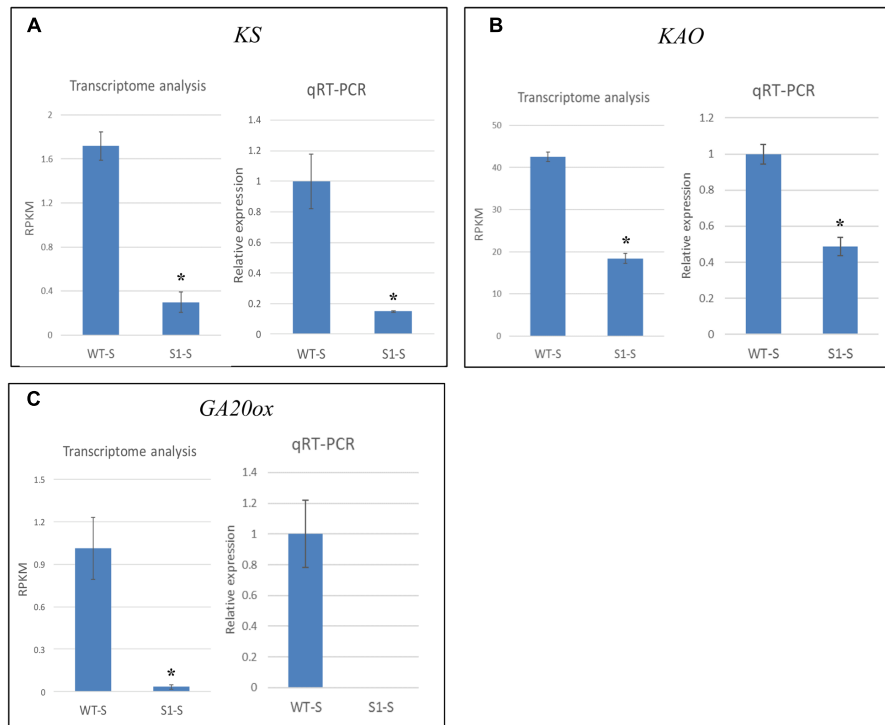 A
KS
Transcriptome analysis
RPKM
2
1.6
1.2
0.8
0.4
0
*
WT-S
S1-S
qRT-PCR
Relative expression
1.4
1.2
1
0.8
0.6
0.4
0.2
0
*
WT-S
S1-S
B
KAO
Transcriptome analysis
RPKM
50
40
30
20
10
0
*
WT-S
S1-S
qRT-PCR
Relative expression
1.2
1
0.8
0.6
0.4
0.2
0
*
WT-S
S1-S
C
GA20ox
Transcriptome analysis
RPKM
1.5
1.2
0.9
0.6
0.3
0
*
WT-S
S1-S
qRT-PCR
Relative expression
1.4
1.2
1
0.8
0.6
0.4
0.2
0
WT-S
S1-S